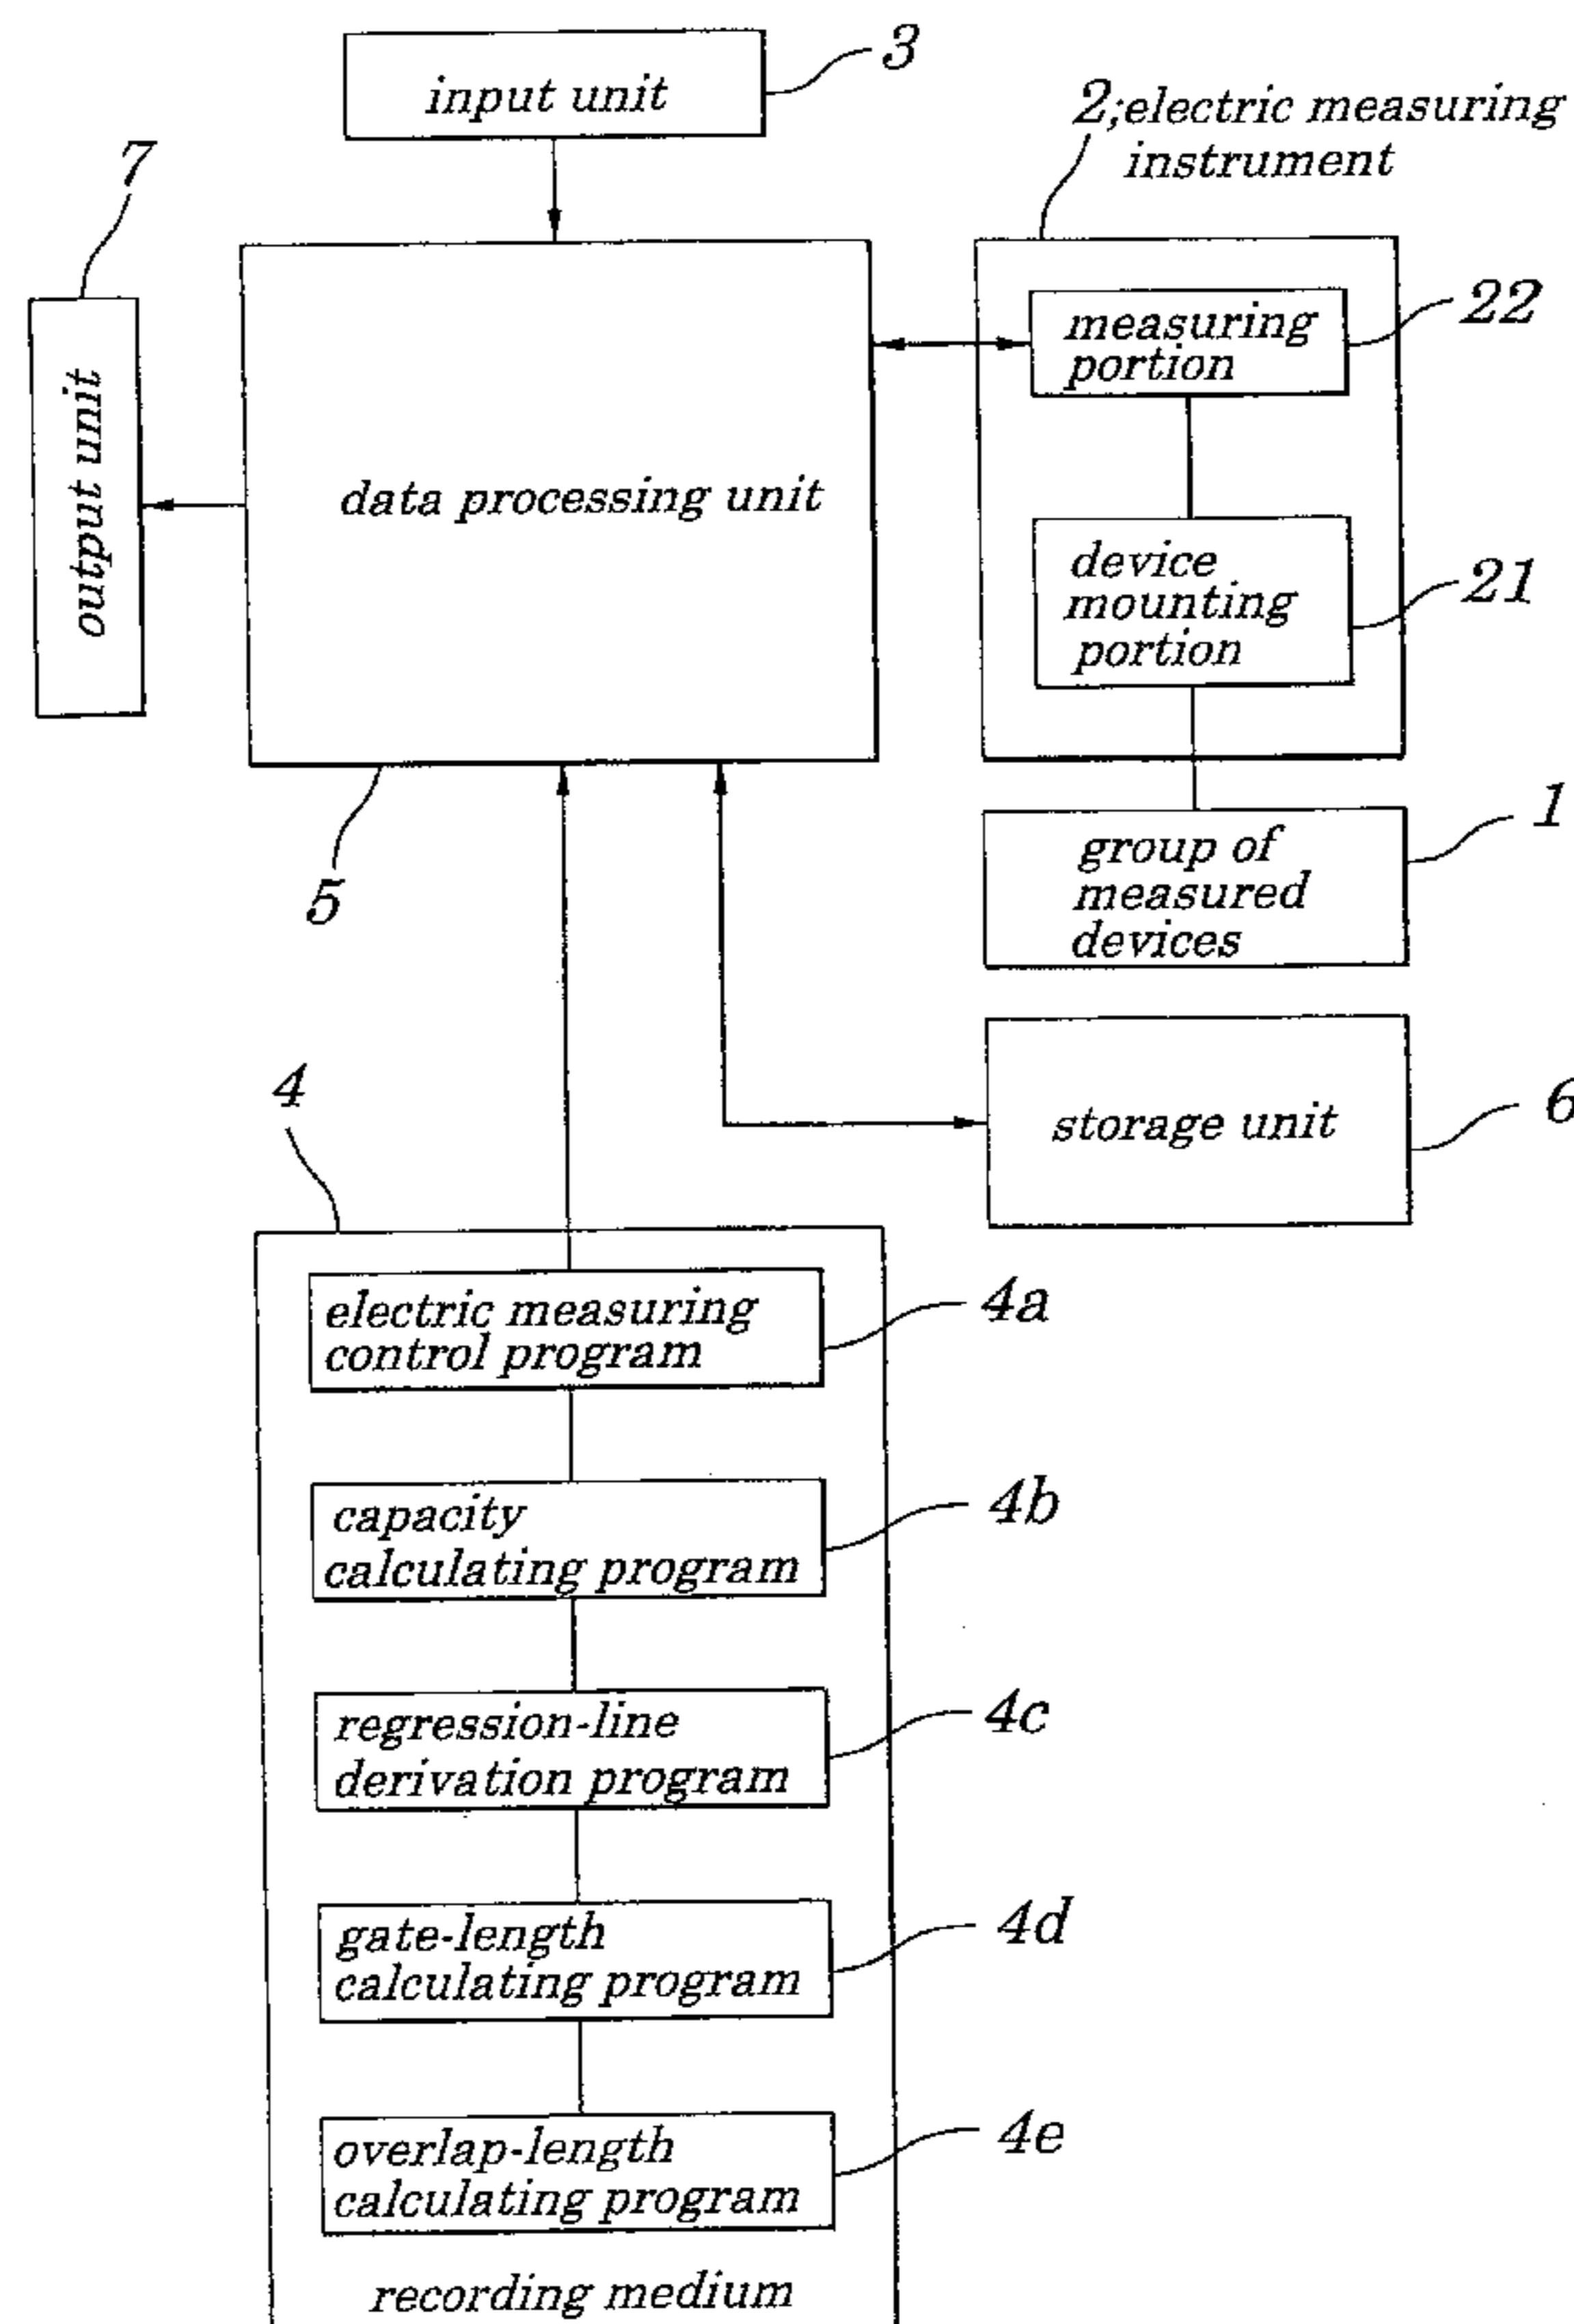 3
input unit
2;electric measuring
instrument
7
22
measuring
portion
output unit
data processing unit
device
mounting
portion
21
5
1
group of
measured
devices
4
6
storage unit
electric measuring
control program
4a
capacity
calculating program
4b
regression-line
derivation program
4c
gate-length
calculating program
4d
overlap-length
calculating program
4e
recording medium